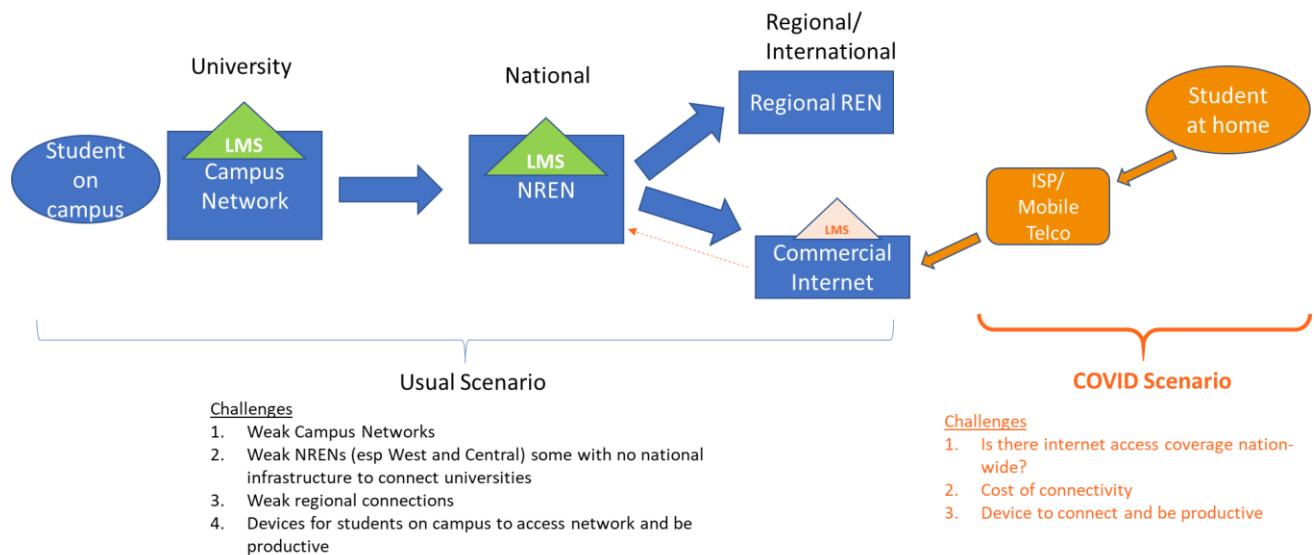 University
National
Regional/
International
Student
on
campus
LMS
Campus
Network
LMS
NREN
Regional REN
LMS
Commercial
Internet
ISP/
Mobile
Telco
Student
at home
Usual Scenario
Challenges
1. Weak Campus Networks
2. Weak NRENs (esp West and Central) some with no national
infrastructure to connect universities
3. Weak regional connections
4. Devices for students on campus to access network and be
productive
COVID Scenario
Challenges
1. Is there internet access coverage nation-
wide?
2. Cost of connectivity
3. Device to connect and be productive